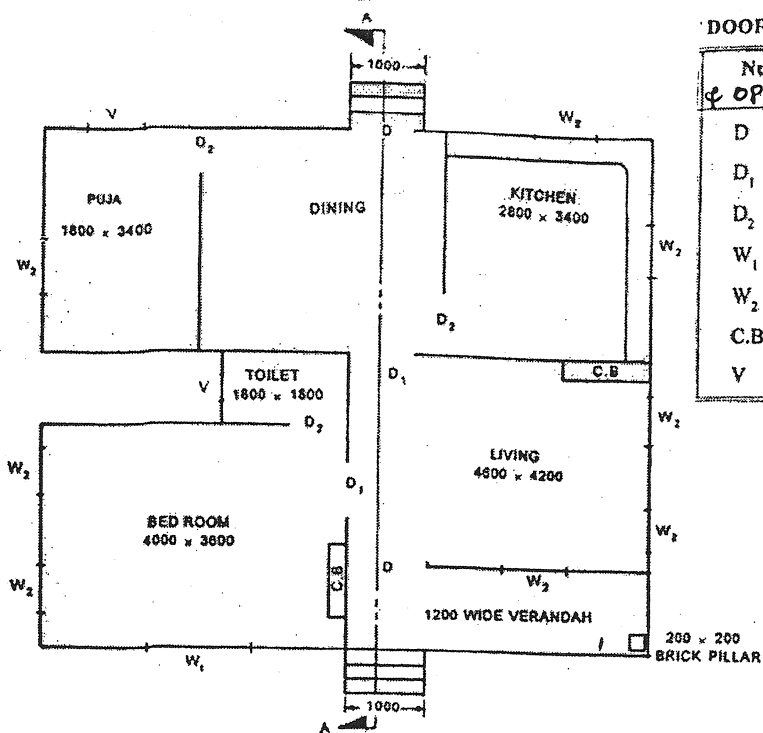 A
1000
DOOR
& OP
D
D₁
D₂
W₁
W₂
C.B
V
V
D₂
D
W₂
PUJA
1800 × 3400
DINING
KITCHEN
2800 × 3400
W₂
W₂
D₂
TOILET
1800 × 1800
V
D₁
C.B
D₂
W₂
W₂
LIVING
4600 × 4200
D₁
BED ROOM
4000 × 3600
W₂
W₂
C.B
D
W₂
1200 WIDE VERANDAH
200 × 200
BRICK PILLAR
W₁
1000
A